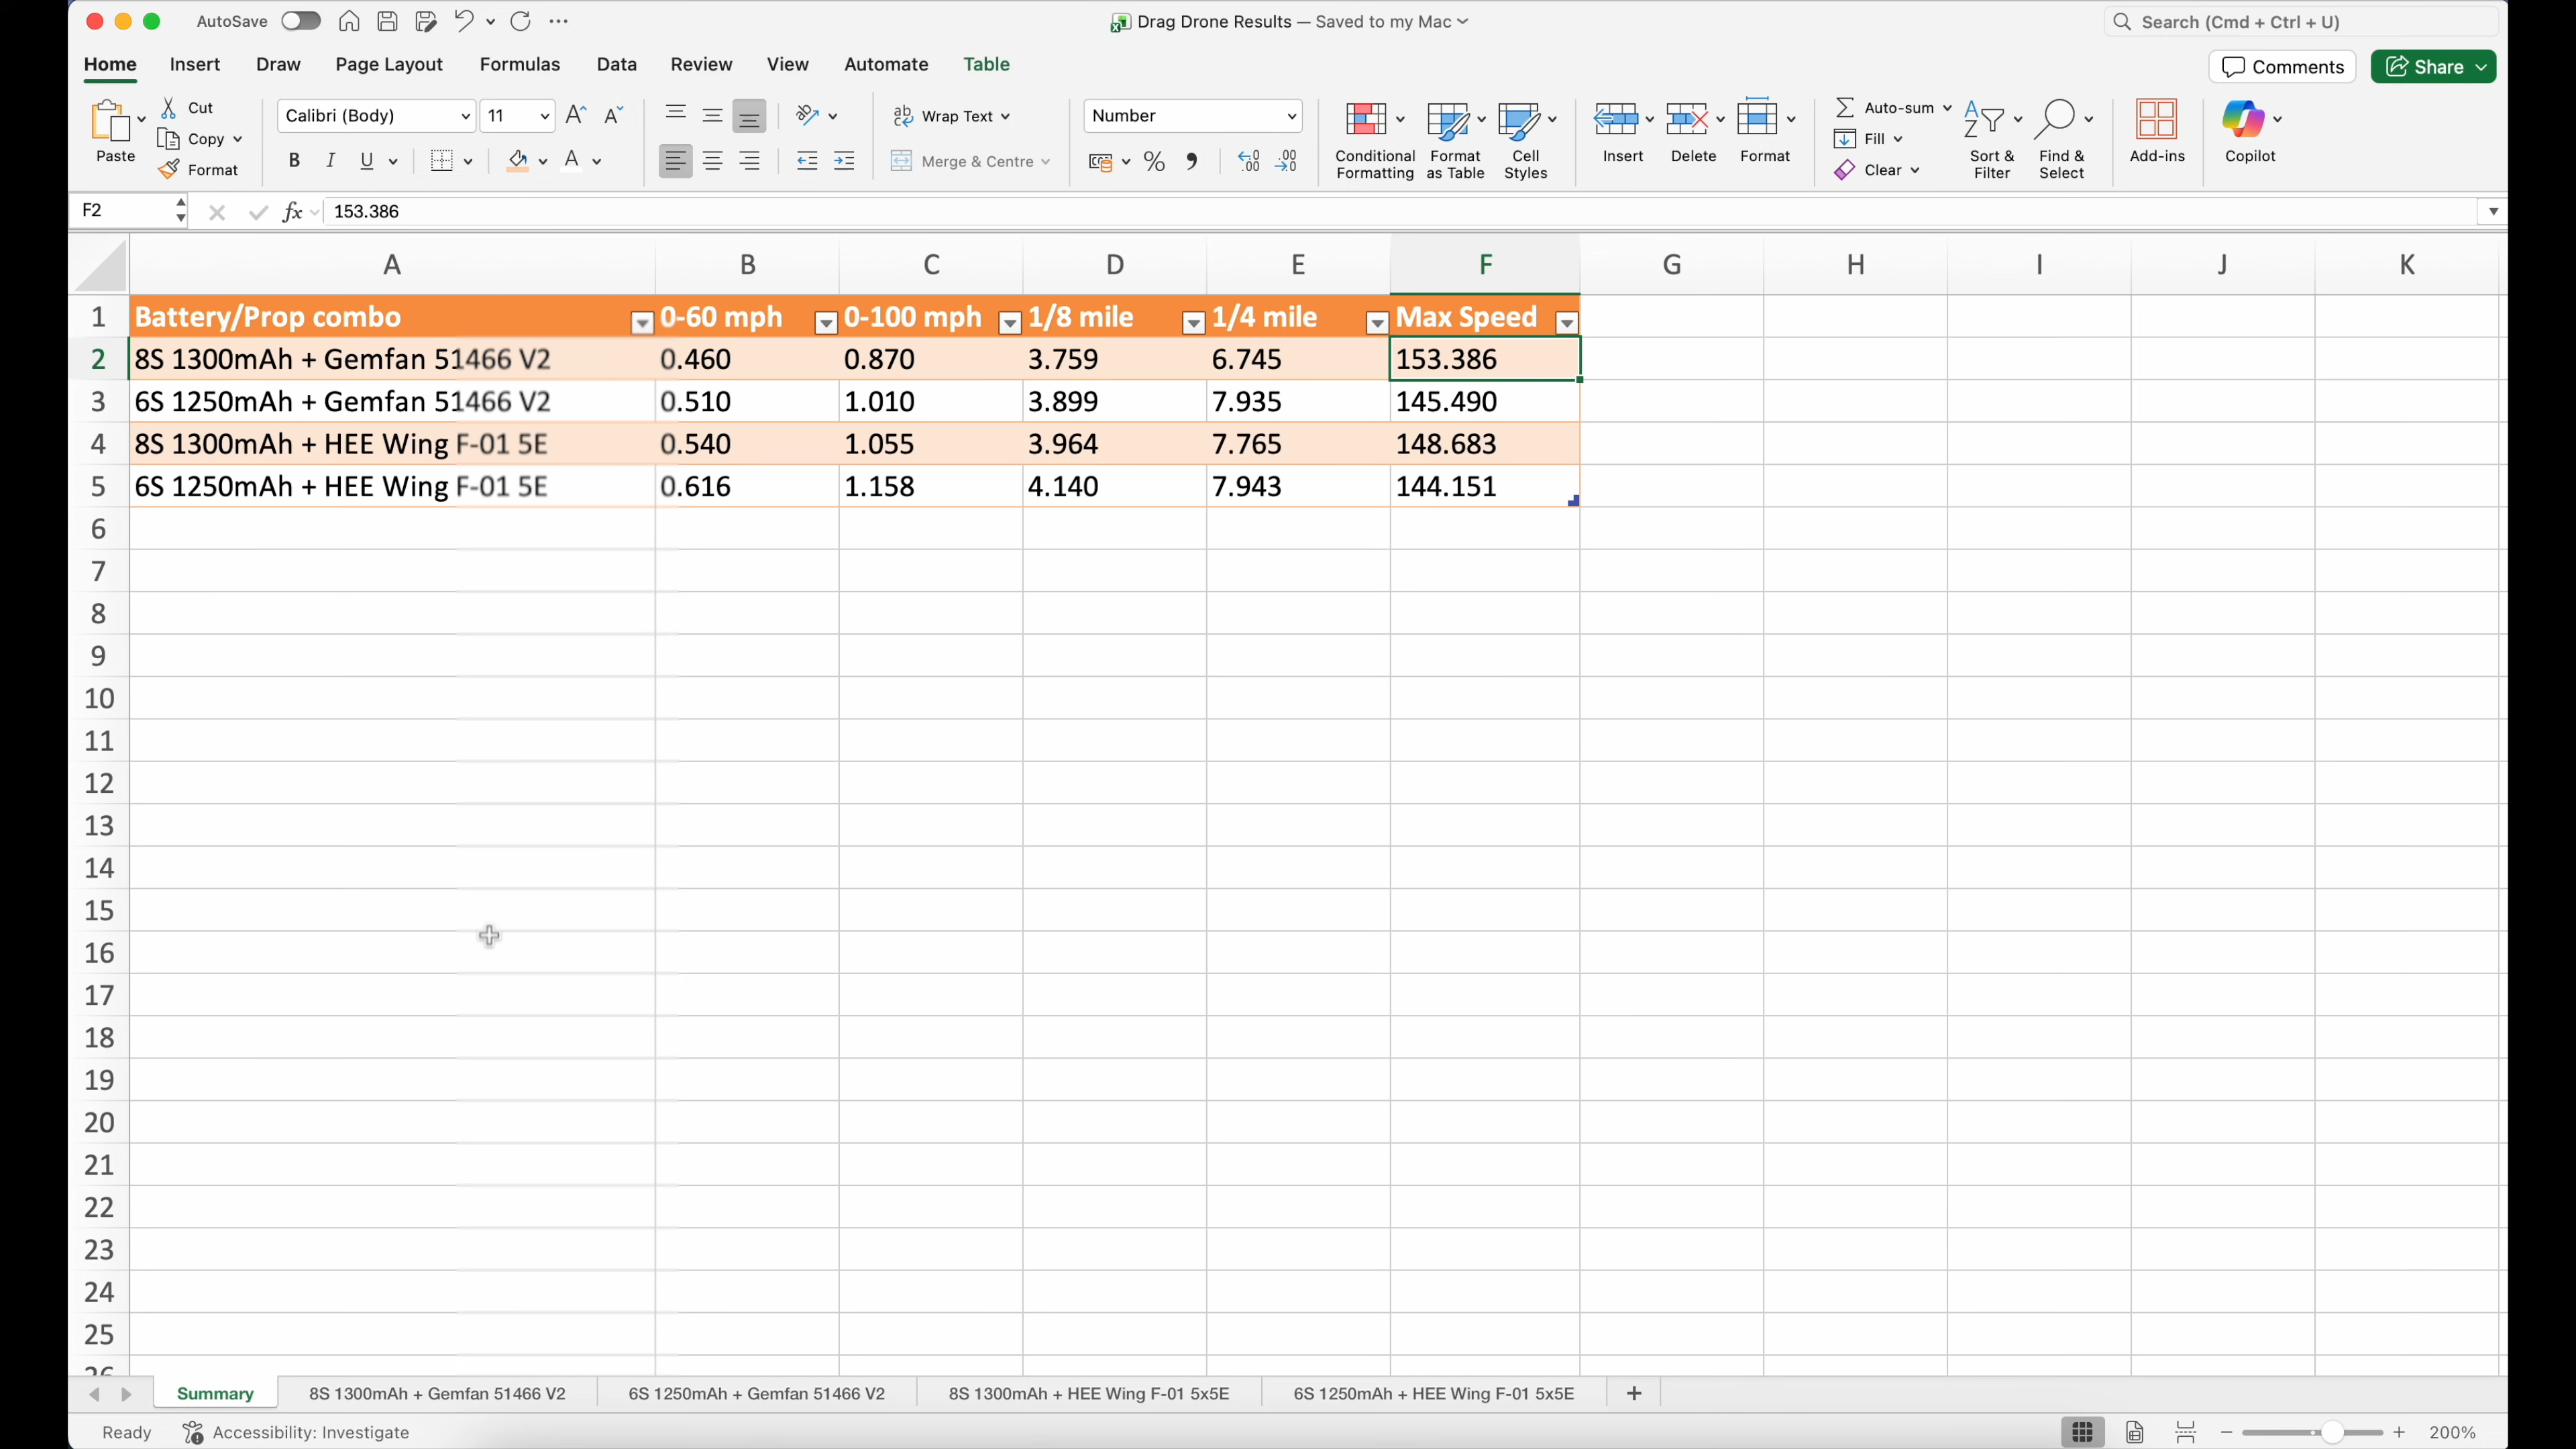 AutoSave
Drag Drone Results — Saved to my Mac
Search (Cmd + Ctrl + U)
Home Insert Draw Page Layout Formulas Data Review View Automate Table
Comments Share
Paste
Cut
Copy
Format
Calibri (Body) 11
B I U A
Wrap Text
Merge & Centre
Number
Conditional Formatting
Format as Table
Cell Styles
Insert
Delete
Format
Auto-sum
Fill
Clear
Sort & Filter
Find & Select
Add-ins
Copilot
F2 fx 153.386
A B C D E F G H I J K
1 Battery/Prop combo 0-60 mph 0-100 mph 1/8 mile 1/4 mile Max Speed
2 8S 1300mAh + Gemfan 51466 V2 0.460 0.870 3.759 6.745 153.386
3 6S 1250mAh + Gemfan 51466 V2 0.510 1.010 3.899 7.935 145.490
4 8S 1300mAh + HEE Wing F-01 5E 0.540 1.055 3.964 7.765 148.683
5 6S 1250mAh + HEE Wing F-01 5E 0.616 1.158 4.140 7.943 144.151
6
7
8
9
10
11
12
13
14
15
16
17
18
19
20
21
22
23
24
25
26
Summary 8S 1300mAh + Gemfan 51466 V2 6S 1250mAh + Gemfan 51466 V2 8S 1300mAh + HEE Wing F-01 5x5E 6S 1250mAh + HEE Wing F-01 5x5E +
Ready Accessibility: Investigate 200%